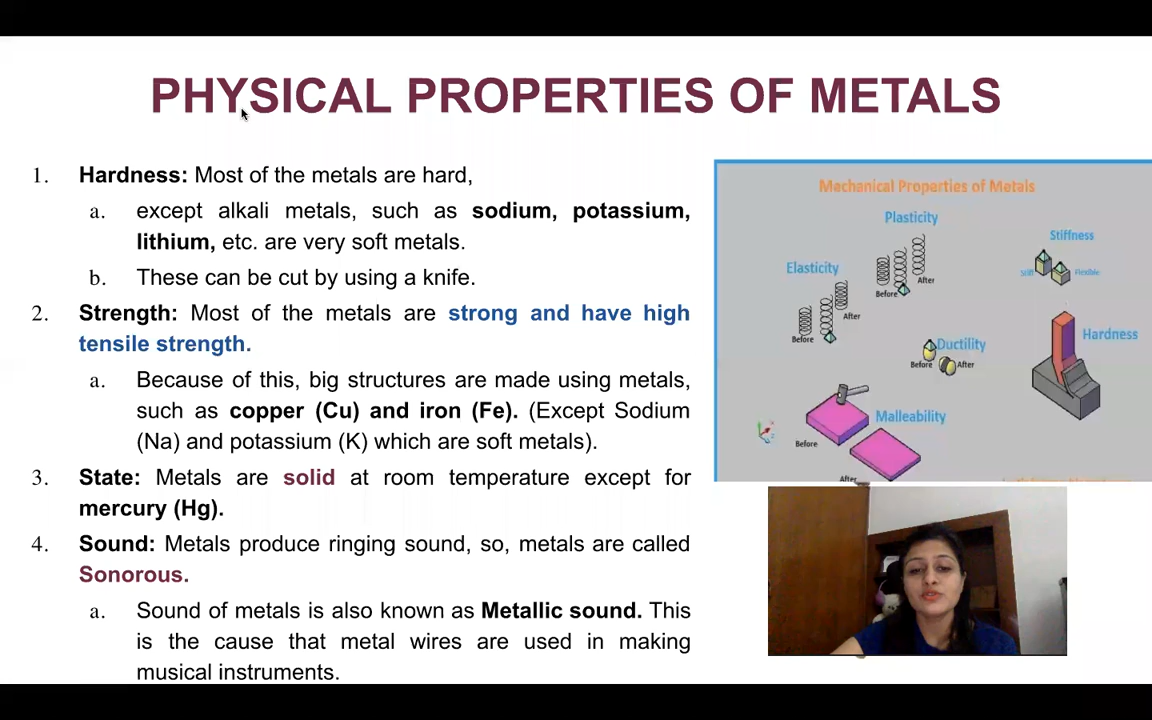 PHYSICAL PROPERTIES OF METALS
1. Hardness: Most of the metals are hard,
a. except alkali metals, such as sodium, potassium,
lithium, etc. are very soft metals.
b. These can be cut by using a knife.
2. Strength: Most of the metals are strong and have high
tensile strength.
a. Because of this, big structures are made using metals,
such as copper (Cu) and iron (Fe). (Except Sodium
(Na) and potassium (K) which are soft metals).
3. State: Metals are solid at room temperature except for
mercury (Hg).
4. Sound: Metals produce ringing sound, so, metals are called
Sonorous.
a. Sound of metals is also known as Metallic sound. This
is the cause that metal wires are used in making
musical instruments.
Mechanical Properties of Metals
Plasticity
Before
After
Stiffness
Stiff
Flexible
Elasticity
Before
After
Hardness
Ductility
Before
After
Malleability
Before
After